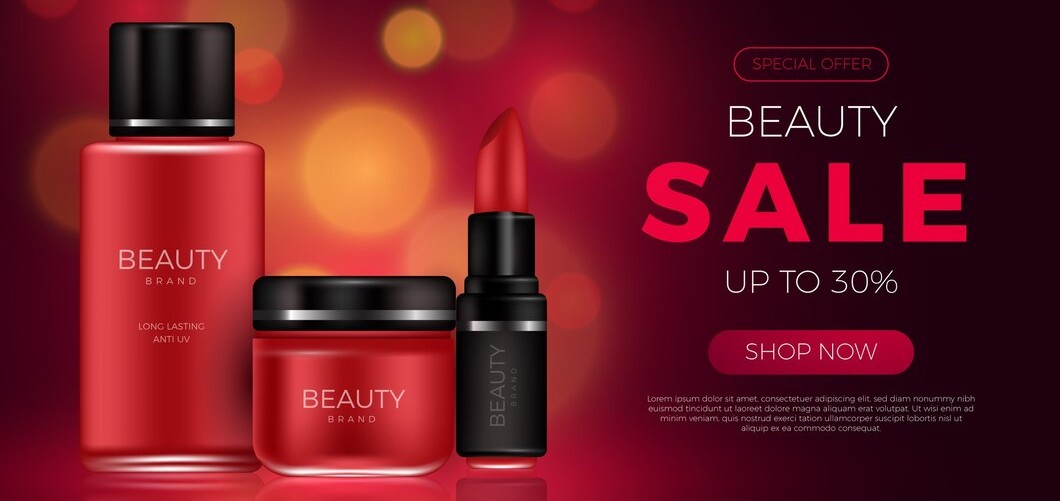 BEAUTY
BRAND
LONG LASTING
ANTI UV
BEAUTY
BRAND
BEAUTY
BRAND
SPECIAL OFFER
BEAUTY
SALE
UP TO 30%
SHOP NOW
Lorem ipsum dolor sit amet, consectetuer adipiscing elit, sed diam nonummy nibh
euismod tincidunt ut laoreet dolore magna aliquam erat volutpat. Ut wisi enim ad
minim veniam, quis nostrud exerci tation ullamcorper suscipit lobortis nisl ut
aliquip ex ea commodo consequat.